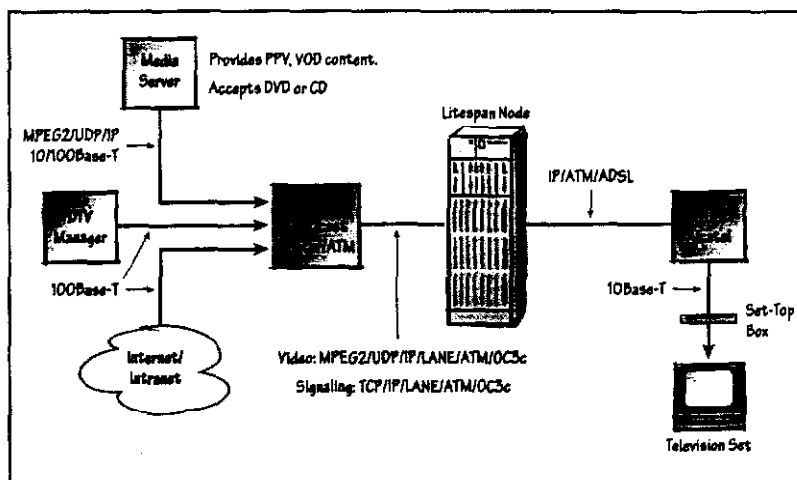 Media
Server
Provides PPV, VOD content.
Accepts DVD or CD
Litespan Node
MPEG2/UDP/IP
10/100Base-T
IP/ATM/ADSL
DTV
Manager
/ATM
100Base-T
10Base-T
Set-Top
Box
Internet/
Intranet
Video: MPEG2/UDP/IP/LANE/ATM/OC3c
Signaling: TCP/IP/LANE/ATM/OC3c
Television Set